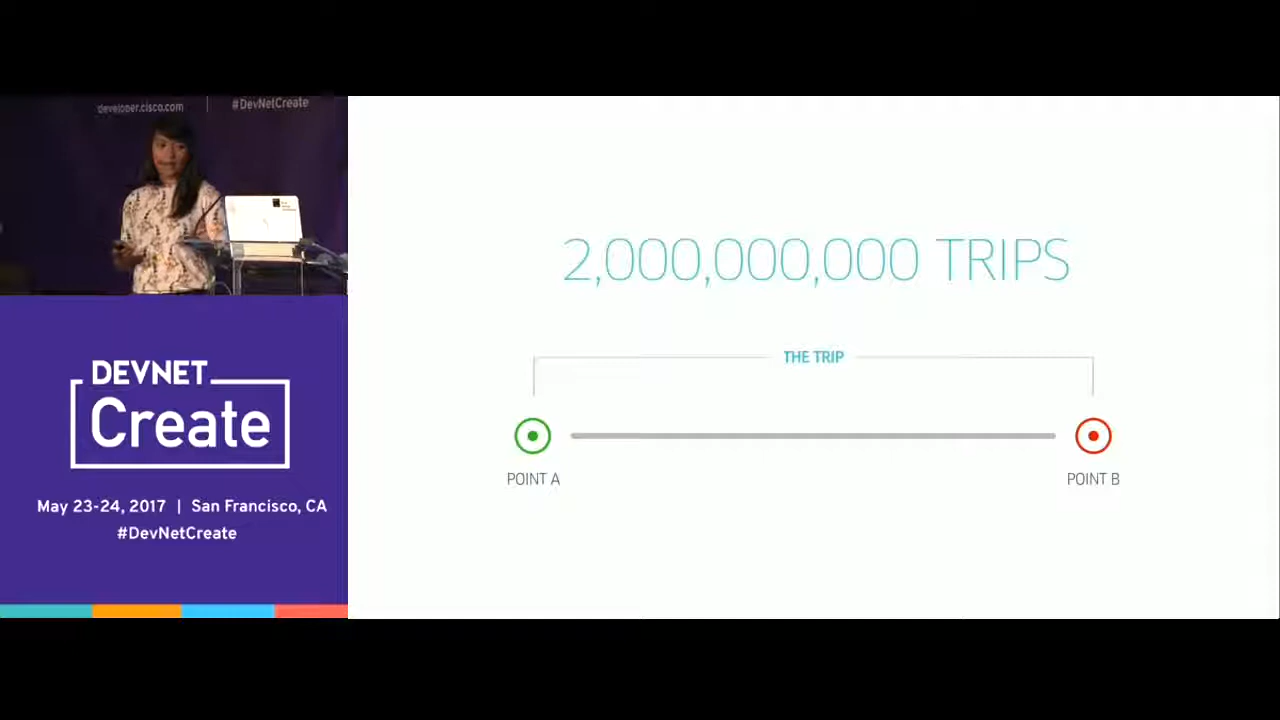 developer.cisco.com
#DevNetCreate
DEVNET
Create
May 23-24, 2017 | San Francisco, CA
#DevNetCreate
2,000,000,000 TRIPS
THE TRIP
POINT A
POINT B